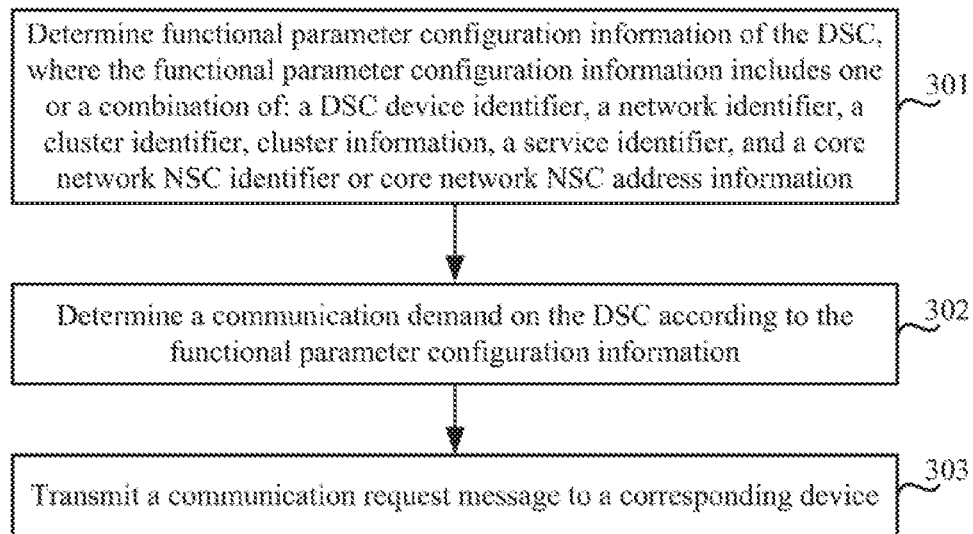 Determine functional parameter configuration information of the DSC,
where the functional parameter configuration information includes one
or a combination of: a DSC device identifier, a network identifier, a
cluster identifier, cluster information, a service identifier, and a core
network NSC identifier or core network NSC address information
301
Determine a communication demand on the DSC according to the
functional parameter configuration information
302
Transmit a communication request message to a corresponding device
303